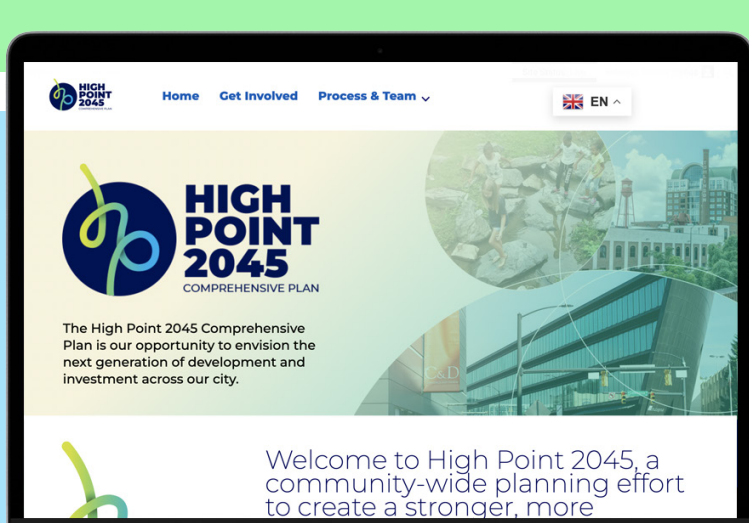 HIGH
POINT
2045
COMPREHENSIVE PLAN
Home Get Involved Process & Team
EN
HIGH
POINT
2045
COMPREHENSIVE PLAN
The High Point 2045 Comprehensive
Plan is our opportunity to envision the
next generation of development and
investment across our city.
C&D
Welcome to High Point 2045, a
community-wide planning effort
to create a stronger, more